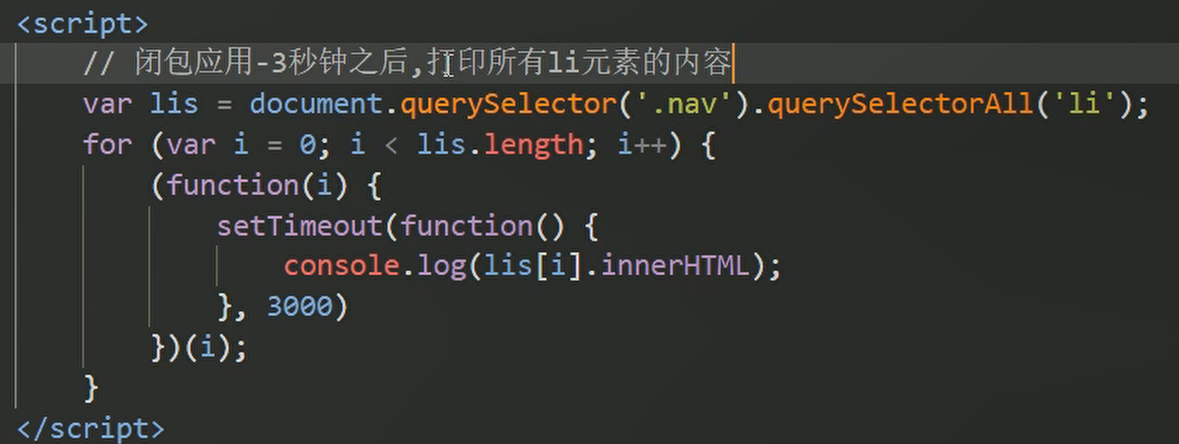 <script>
// 闭包应用-3秒钟之后,打印所有li元素的内容
var lis = document.querySelector('.nav').querySelectorAll('li');
for (var i = 0; i < lis.length; i++) {
(function(i) {
setTimeout(function() {
console.log(lis[i].innerHTML);
}, 3000)
})(i);
}
</script>